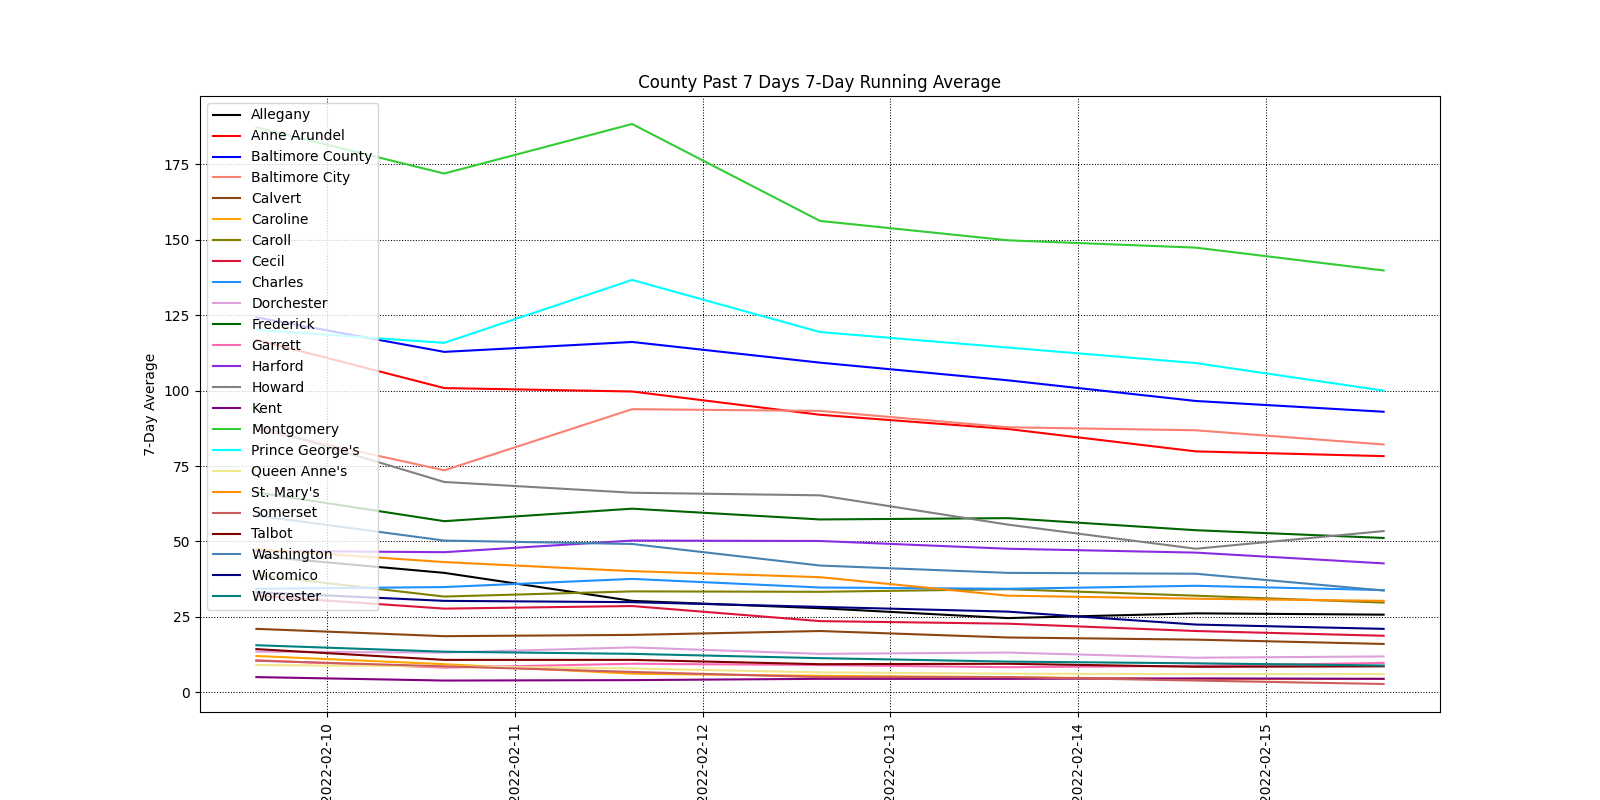 County Past 7 Days 7-Day Running Average
7-Day Average
175
150
125
100
75
50
25
0
Allegany
Anne Arundel
Baltimore County
Baltimore City
Calvert
Caroline
Caroll
Cecil
Charles
Dorchester
Frederick
Garrett
Harford
Howard
Kent
Montgomery
Prince George's
Queen Anne's
St. Mary's
Somerset
Talbot
Washington
Wicomico
Worcester
2022-02-10
2022-02-11
2022-02-12
2022-02-13
2022-02-14
2022-02-15